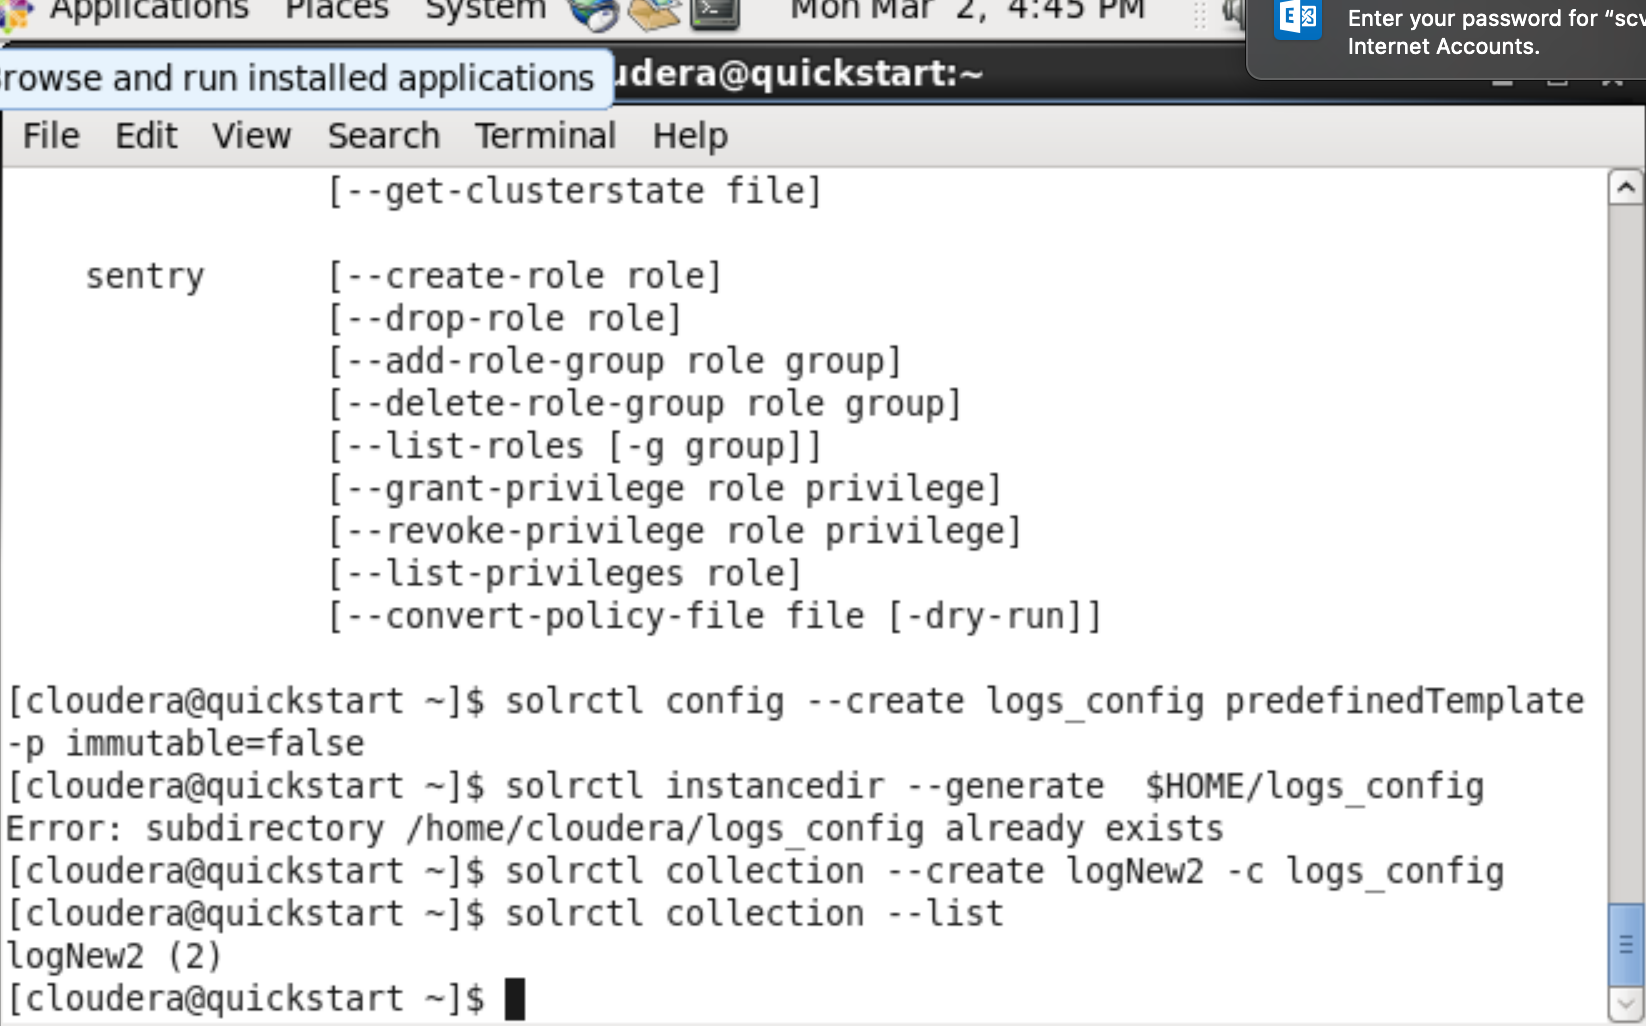 Applications Places System Mon Mar 2, 4:45 PM
Enter your password for “scv
Internet Accounts.
rowse and run installed applications
udera@quickstart:~
File Edit View Search Terminal Help
[--get-clusterstate file]
sentry [--create-role role]
[--drop-role role]
[--add-role-group role group]
[--delete-role-group role group]
[--list-roles [-g group]]
[--grant-privilege role privilege]
[--revoke-privilege role privilege]
[--list-privileges role]
[--convert-policy-file file [-dry-run]]
[cloudera@quickstart ~]$ solrctl config --create logs_config predefinedTemplate
-p immutable=false
[cloudera@quickstart ~]$ solrctl instancedir --generate  $HOME/logs_config
Error: subdirectory /home/cloudera/logs_config already exists
[cloudera@quickstart ~]$ solrctl collection --create logNew2 -c logs_config
[cloudera@quickstart ~]$ solrctl collection --list
logNew2 (2)
[cloudera@quickstart ~]$